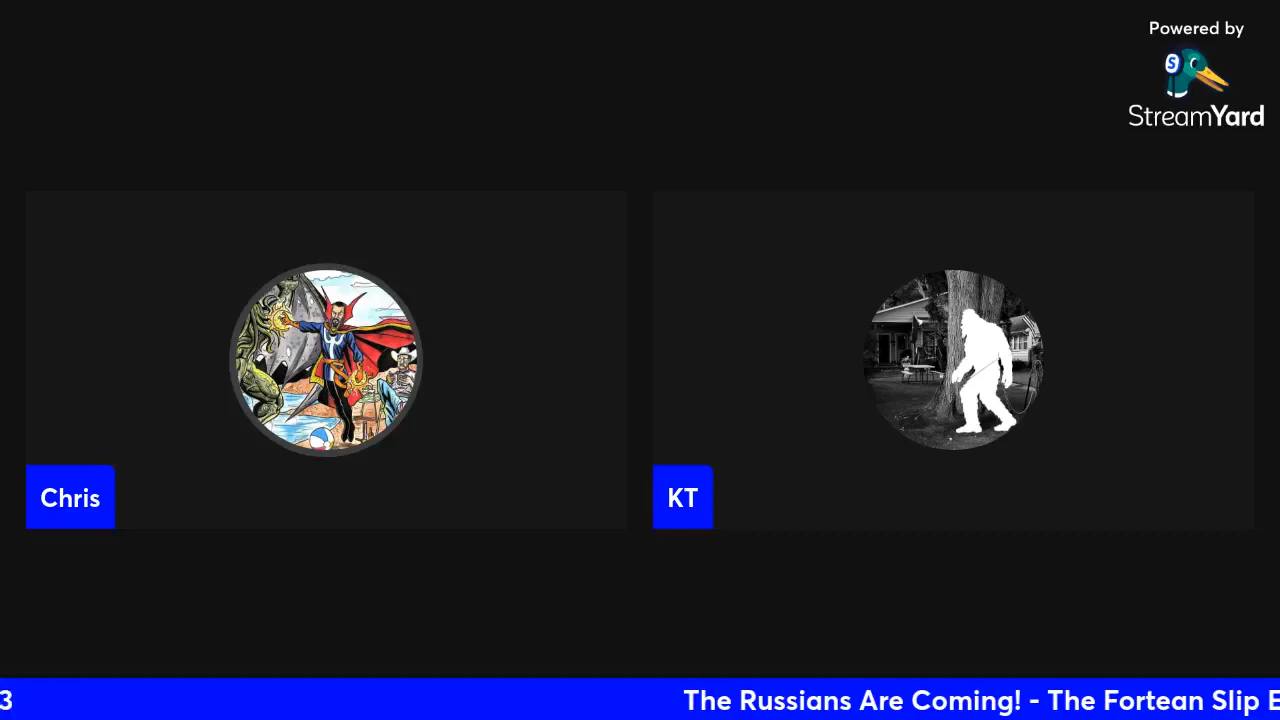 Powered by
StreamYard
Chris
KT
3
The Russians Are Coming! - The Fortean Slip E